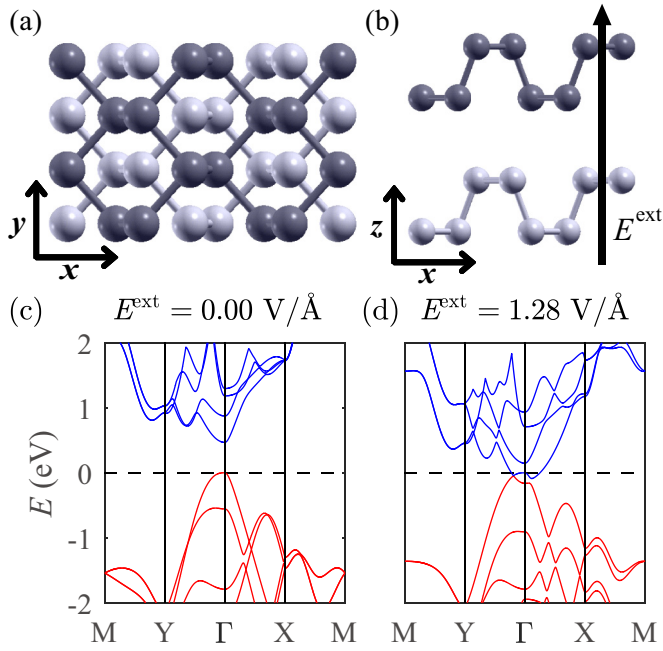 (a)
(b)
y
x
z
x
E^ext
(c) E^ext = 0.00 V/Å
(d) E^ext = 1.28 V/Å
E (eV)
2
1
0
-1
-2
M Y Γ X M
M Y Γ X M